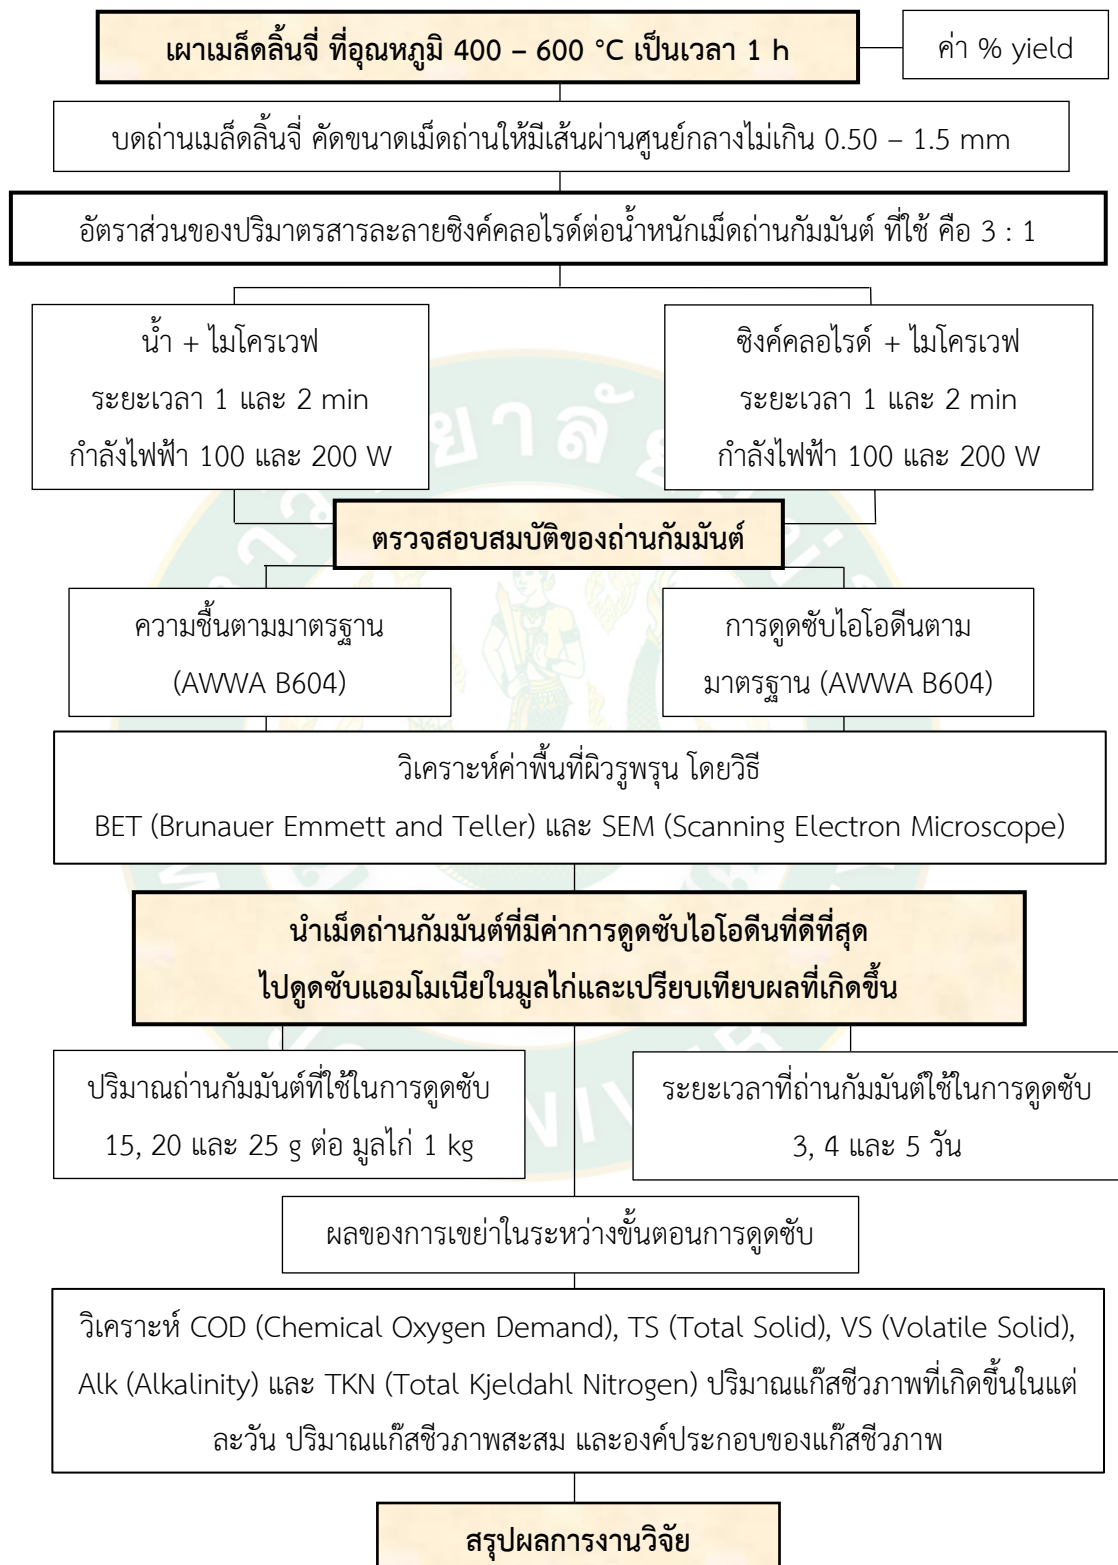 เผาเมล็ดลิ้นจี่ ที่อุณหภูมิ 400 – 600 °C เป็นเวลา 1 h
ค่า % yield
บดถ่านเมล็ดลิ้นจี่ คัดขนาดเม็ดถ่านให้มีเส้นผ่านศูนย์กลางไม่เกิน 0.50 – 1.5 mm
อัตราส่วนของปริมาตรสารละลายซิงค์คลอไรด์ต่อน้ำหนักเม็ดถ่านกัมมันต์ ที่ใช้ คือ 3 : 1
น้ำ + ไมโครเวฟ
ระยะเวลา 1 และ 2 min
กำลังไฟฟ้า 100 และ 200 W
ซิงค์คลอไรด์ + ไมโครเวฟ
ระยะเวลา 1 และ 2 min
กำลังไฟฟ้า 100 และ 200 W
ตรวจสอบสมบัติของถ่านกัมมันต์
ความชื้นตามมาตรฐาน
(AWWA B604)
การดูดซับไอโอดีนตาม
มาตรฐาน (AWWA B604)
วิเคราะห์ค่าพื้นที่ผิวรูพรุน โดยวิธี
BET (Brunauer Emmett and Teller) และ SEM (Scanning Electron Microscope)
นำเม็ดถ่านกัมมันต์ที่มีค่าการดูดซับไอโอดีนที่ดีที่สุด
ไปดูดซับแอมโมเนียในมูลไก่และเปรียบเทียบผลที่เกิดขึ้น
ปริมาณถ่านกัมมันต์ที่ใช้ในการดูดซับ
15, 20 และ 25 g ต่อ มูลไก่ 1 kg
ระยะเวลาที่ถ่านกัมมันต์ใช้ในการดูดซับ
3, 4 และ 5 วัน
ผลของการเขย่าในระหว่างขั้นตอนการดูดซับ
วิเคราะห์ COD (Chemical Oxygen Demand), TS (Total Solid), VS (Volatile Solid),
Alk (Alkalinity) และ TKN (Total Kjeldahl Nitrogen) ปริมาณแก๊สชีวภาพที่เกิดขึ้นในแต่
ละวัน ปริมาณแก๊สชีวภาพสะสม และองค์ประกอบของแก๊สชีวภาพ
สรุปผลการงานวิจัย